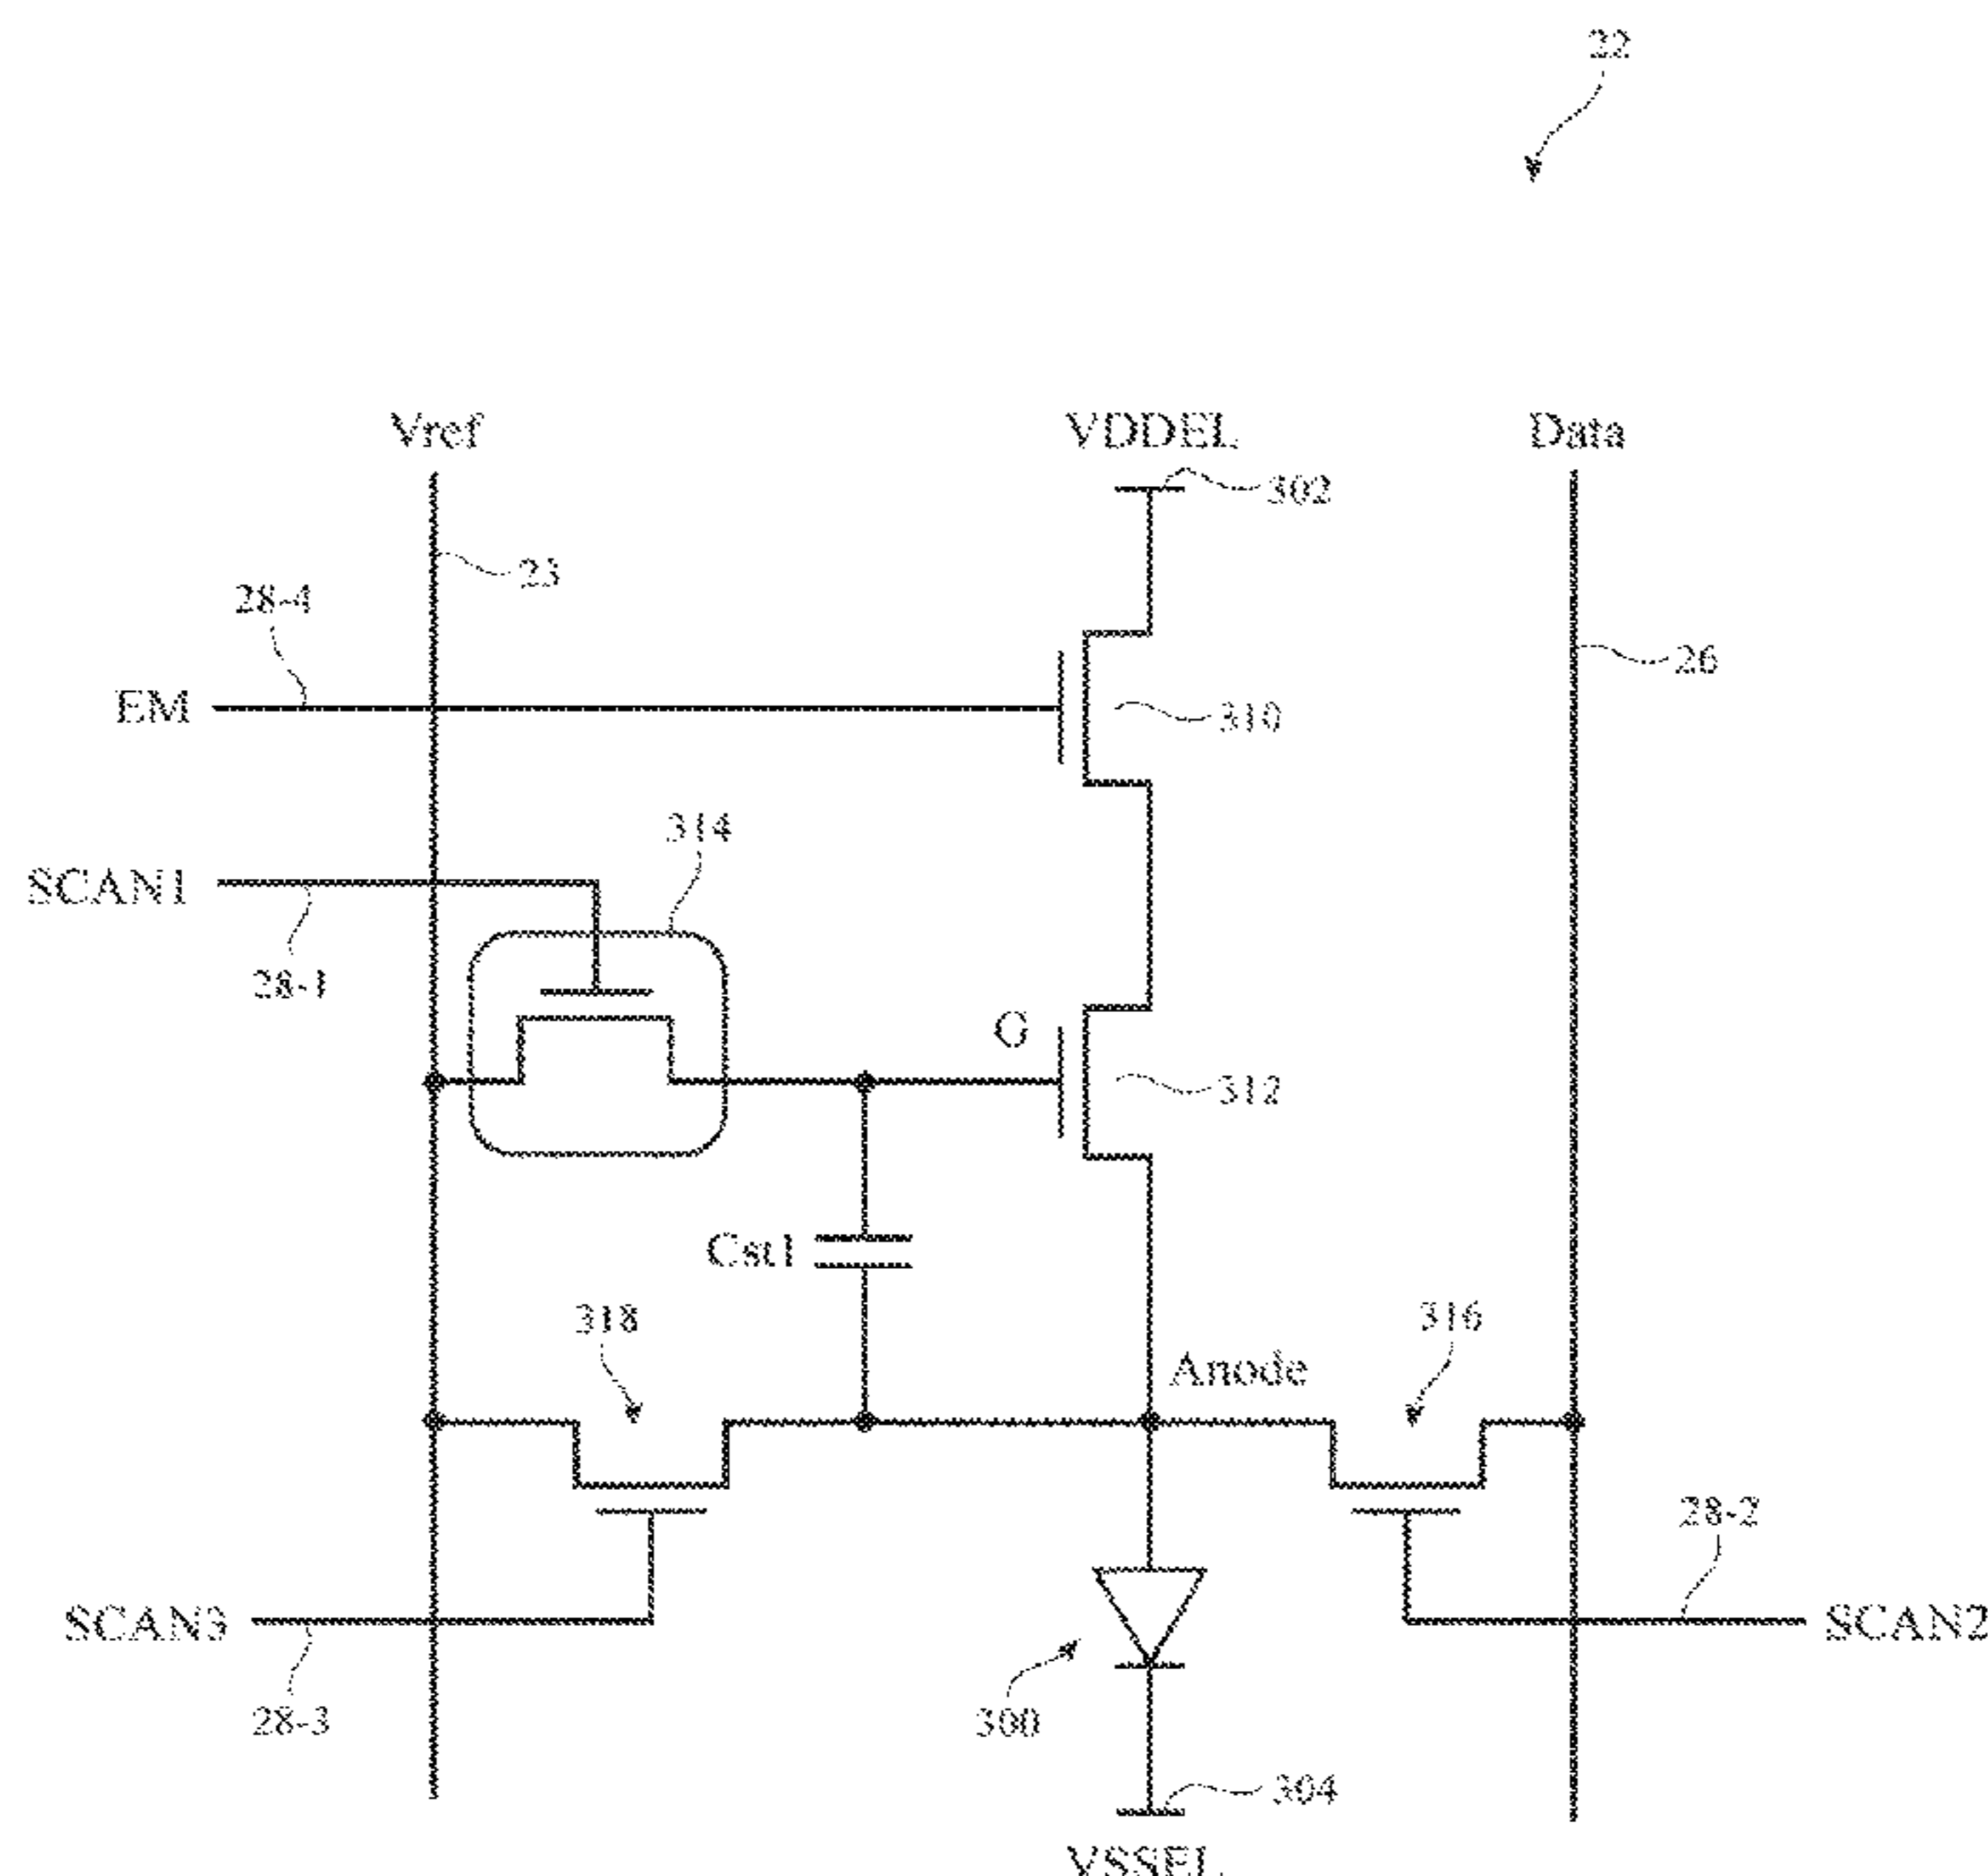 22
Vref
VDDEL
Data
302
25
28-4
26
EM
310
314
SCAN1
28-1
G
312
Cst1
318
316
Anode
28-2
SCAN3
SCAN2
28-3
300
304
VSSEL